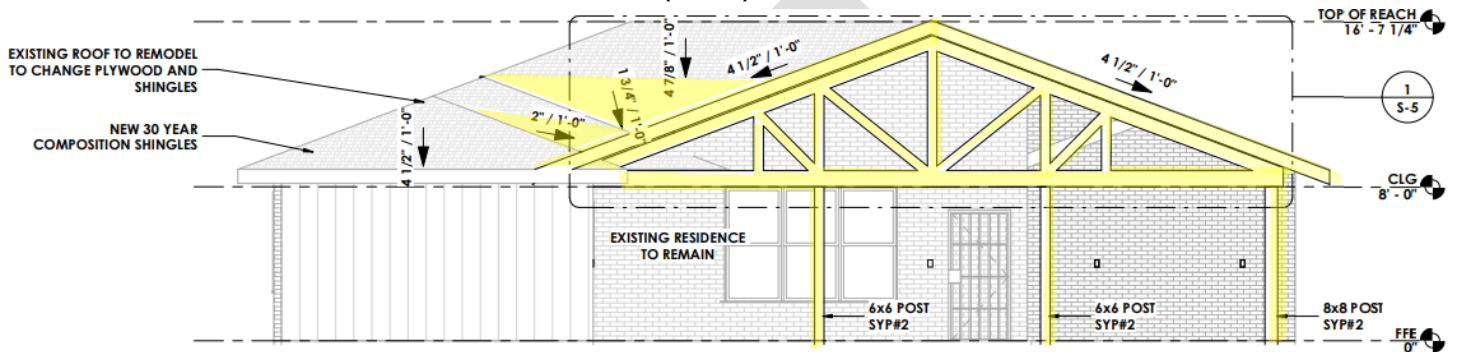 TOP OF REACH
16' - 7 1/4"
EXISTING ROOF TO REMODEL
TO CHANGE PLYWOOD AND
SHINGLES
NEW 30 YEAR
COMPOSITION SHINGLES
4 1/2" / 1'-0"
2" / 1'-0"
1 3/4" / 1'-0"
4 7/8" / 1'-0"
4 1/2" / 1'-0"
4 1/2" / 1'-0"
1
S-5
CLG
8' - 0"
EXISTING RESIDENCE
TO REMAIN
6x6 POST
SYP#2
6x6 POST
SYP#2
8x8 POST
SYP#2
FFE
0"